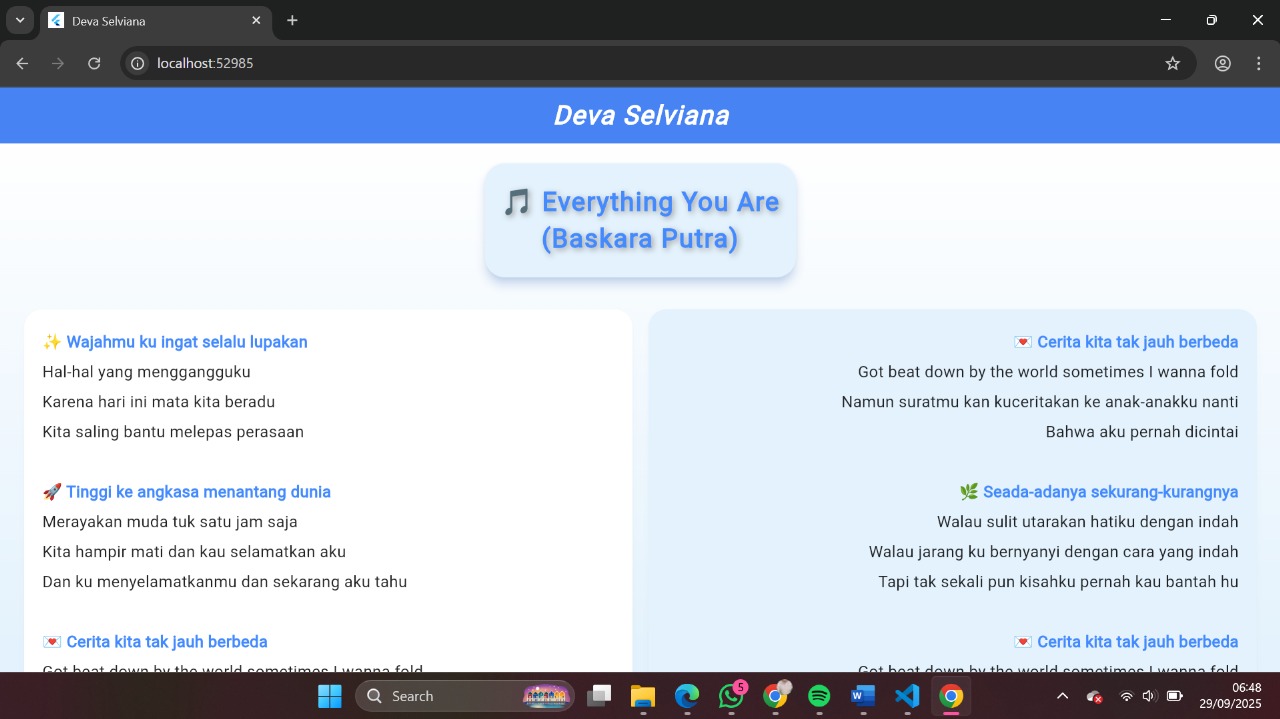 Deva Selviana
localhost:52985
Deva Selviana
🎵 Everything You Are
(Baskara Putra)
✨ Wajahmu ku ingat selalu lupakan
Hal-hal yang menggangguku
Karena hari ini mata kita beradu
Kita saling bantu melepas perasaan
🚀 Tinggi ke angkasa menantang dunia
Merayakan muda tuk satu jam saja
Kita hampir mati dan kau selamatkan aku
Dan ku menyelamatkanmu dan sekarang aku tahu
💌 Cerita kita tak jauh berbeda
Got beat down by the world sometimes I wanna fold
💌 Cerita kita tak jauh berbeda
Got beat down by the world sometimes I wanna fold
Namun suratmu kan kuceritakan ke anak-anakku nanti
Bahwa aku pernah dicintai
🌿 Seada-adanya sekurang-kurangnya
Walau sulit utarakan hatiku dengan indah
Walau jarang ku bernyanyi dengan cara yang indah
Tapi tak sekali pun kisahku pernah kau bantah hu
💌 Cerita kita tak jauh berbeda
Got beat down by the world sometimes I wanna fold
Search
5
06:48
29/09/2025